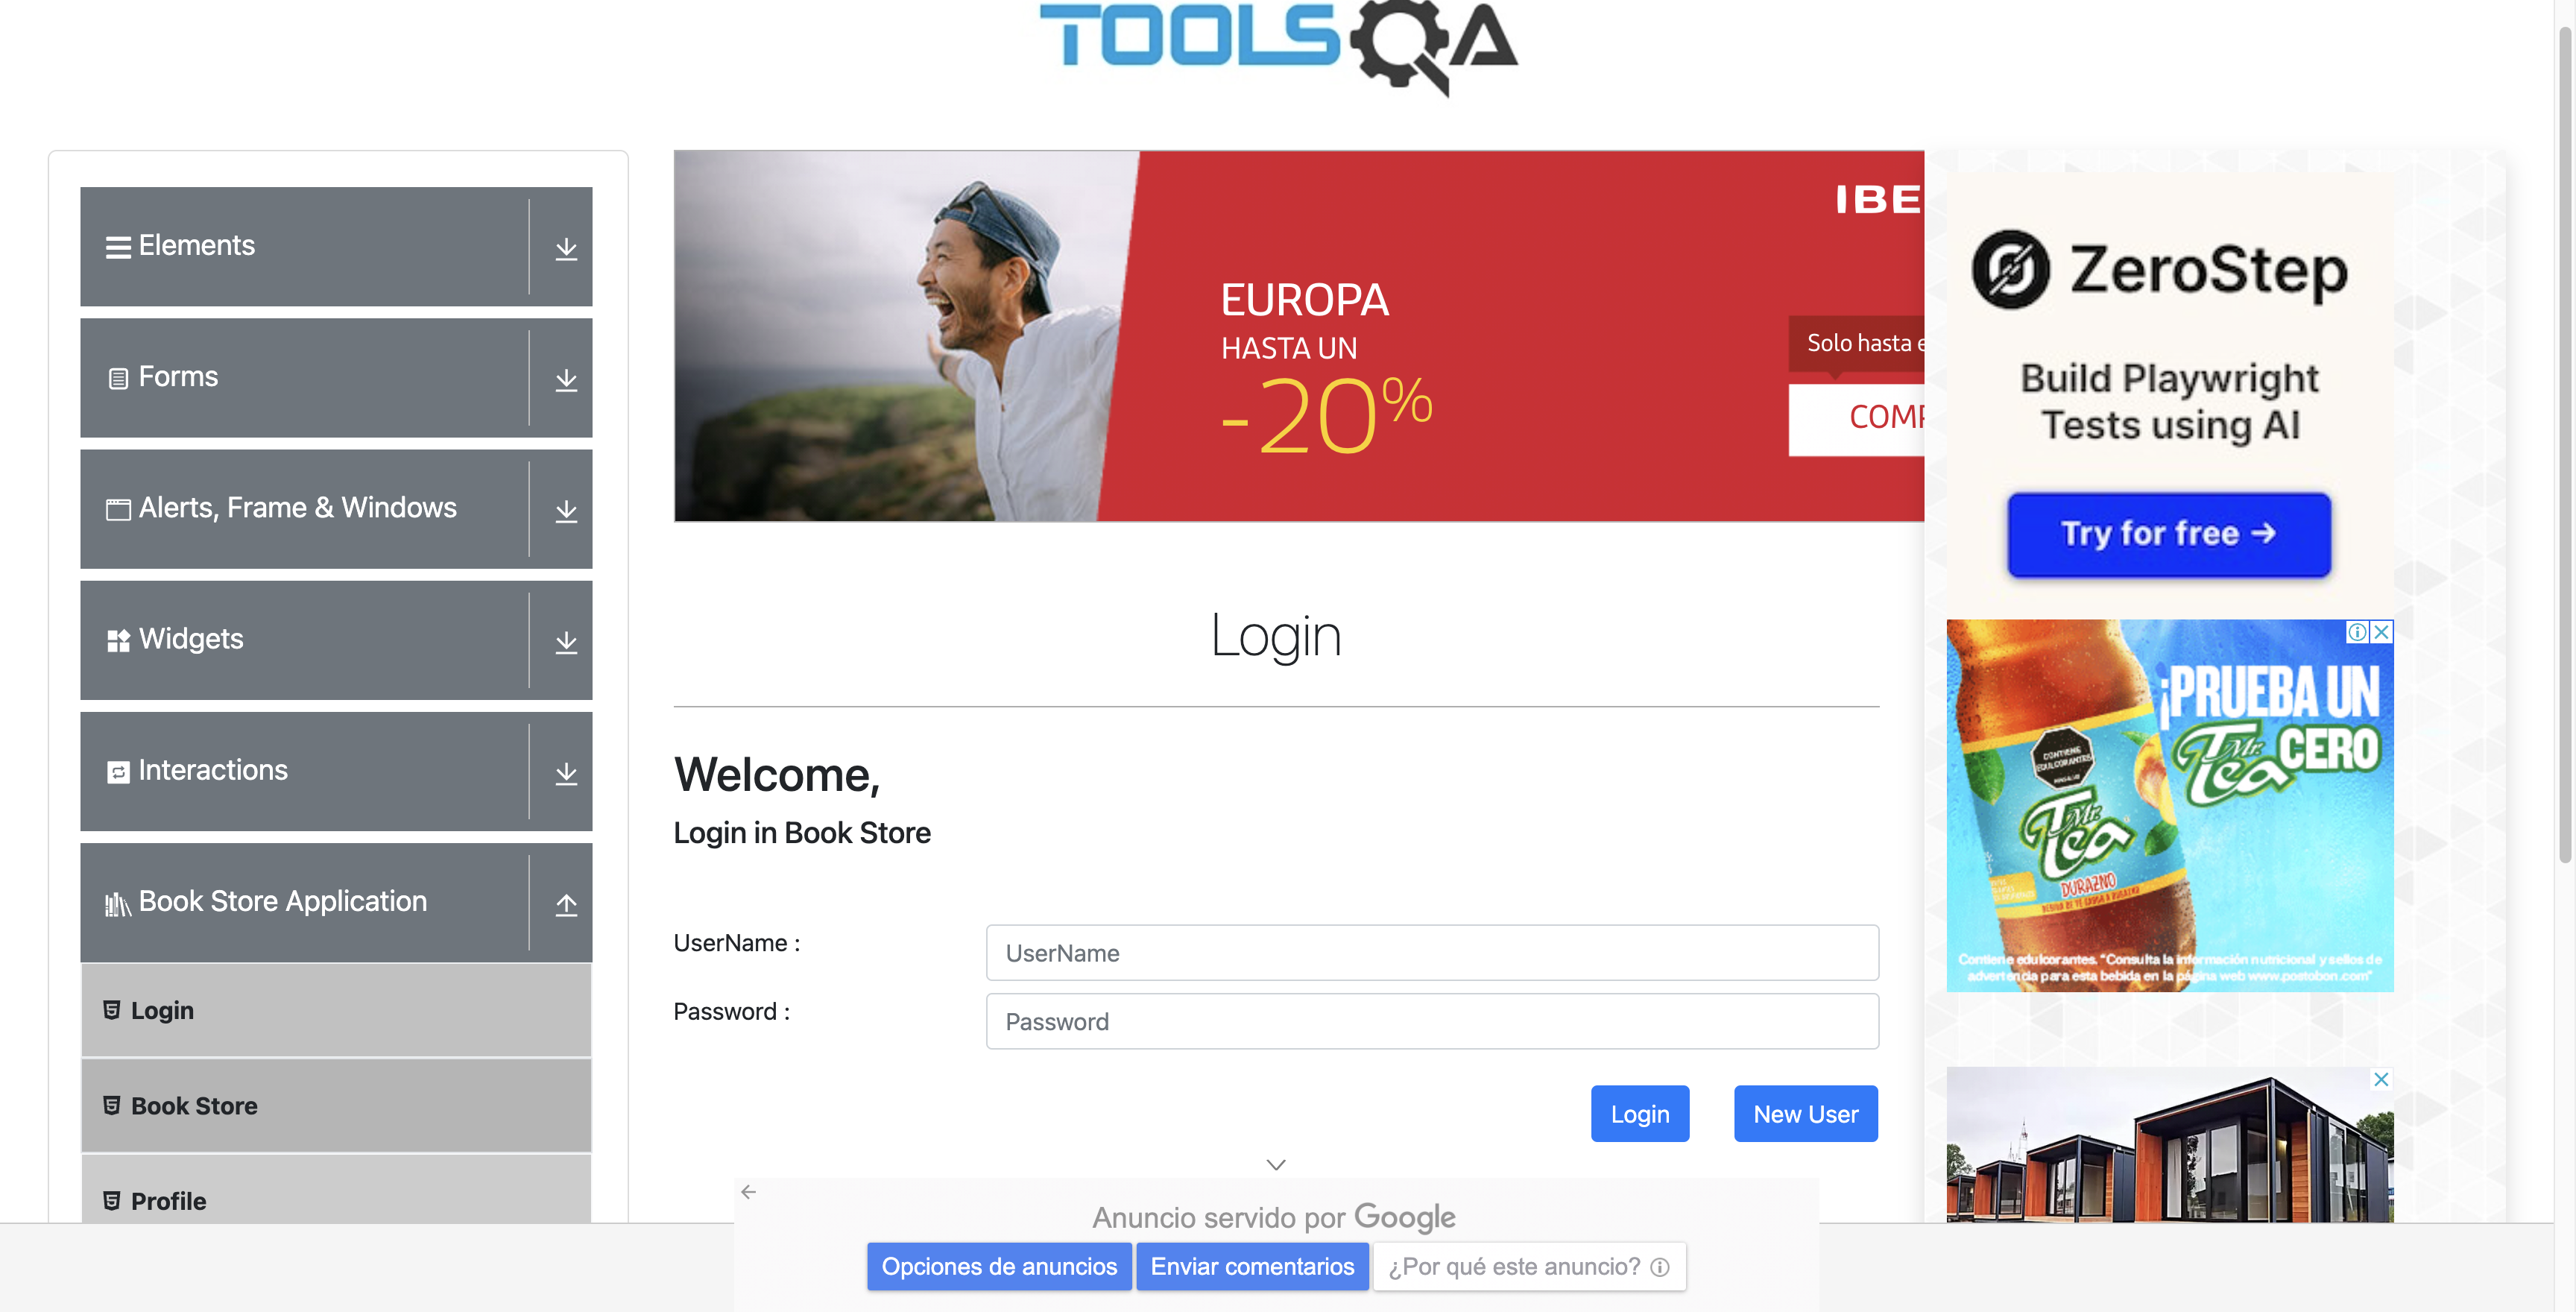 TOOLSQA
Elements
Forms
Alerts, Frame & Windows
Widgets
Interactions
Book Store Application
Login
Book Store
Profile
IBE
EUROPA
HASTA UN
-20%
Solo hasta e
COMP
Login
Welcome,
Login in Book Store
UserName :
UserName
Password :
Password
Login
New User
ZeroStep
Build Playwright
Tests using AI
Try for free →
¡PRUEBA UN
Mr. Tea CERO
CONTIENE
EDULCORANTES
Mr. Tea
DURAZNO
Contiene edulcorantes. "Consulta la información nutricional y sellos de
advertencia para esta bebida en la página web www.postobon.com"
Anuncio servido por Google
Opciones de anuncios
Enviar comentarios
¿Por qué este anuncio?